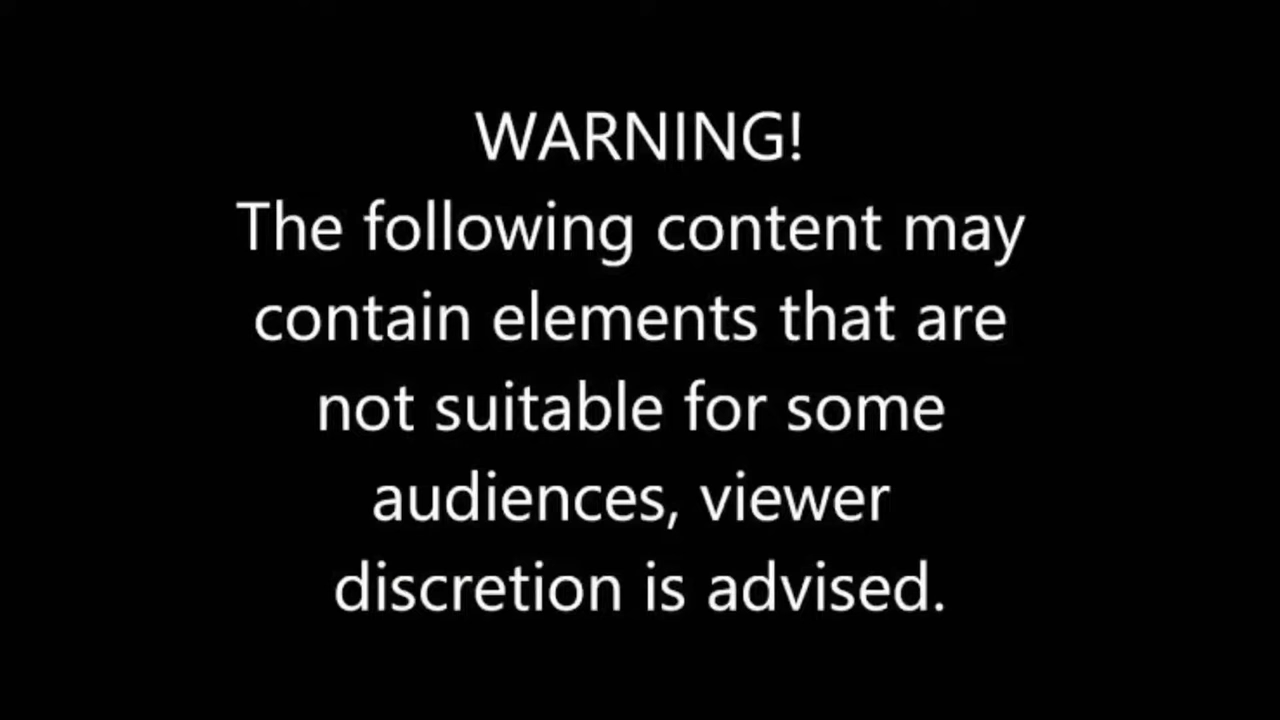 WARNING!
The following content may
contain elements that are
not suitable for some
audiences, viewer
discretion is advised.